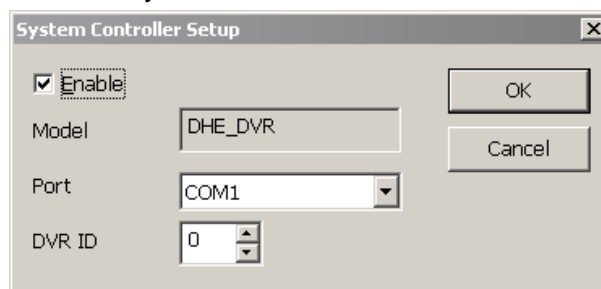 System Controller Setup
Enable
OK
Model
DHE_DVR
Cancel
Port
COM1
DVR ID
0